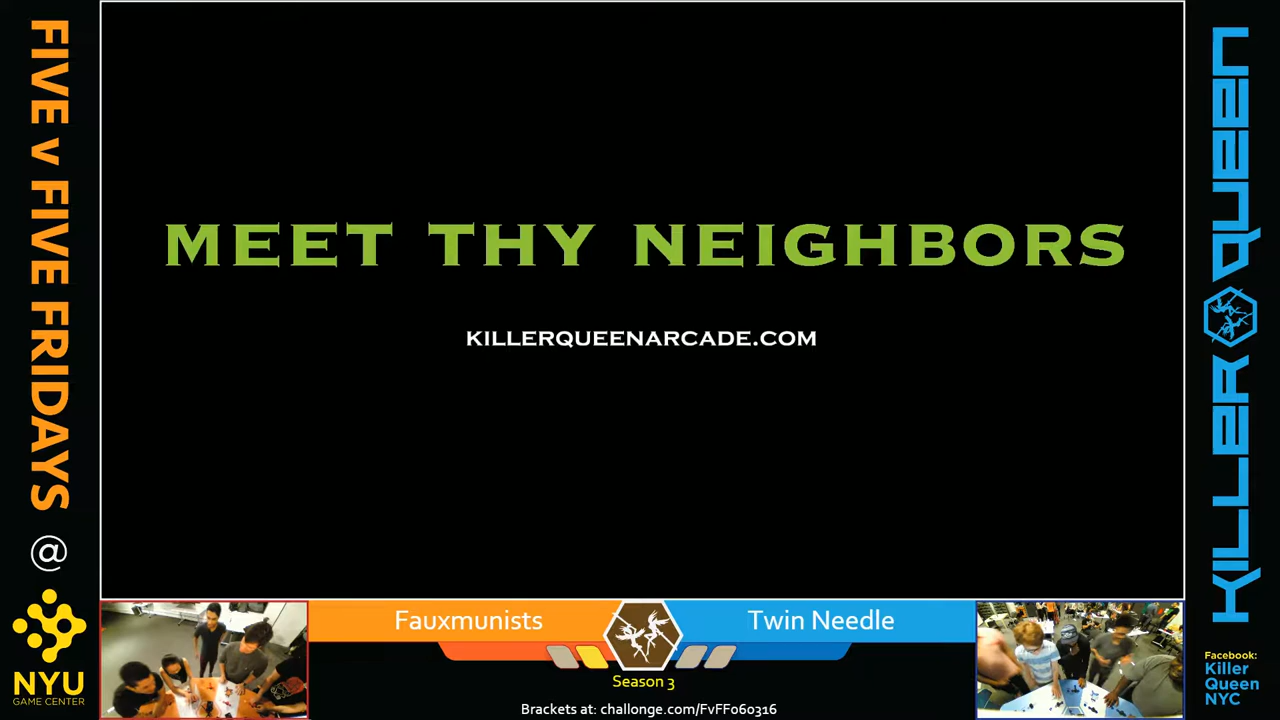 FIVE v FIVE FRIDAYS @
NYU
GAME CENTER
MEET THY NEIGHBORS
KILLERQUEENARCADE.COM
Fauxmunists
Twin Needle
Season 3
Brackets at: challonge.com/FvFF060316
KILLER QUEEN
Facebook:
Killer
Queen
NYC